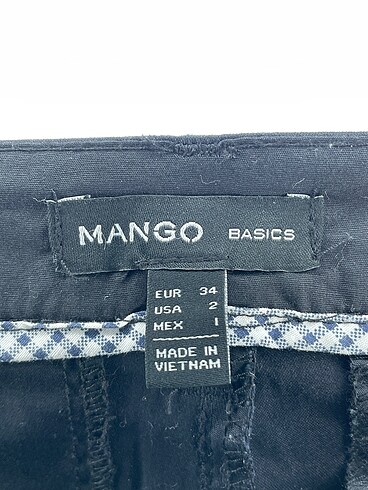 MANGO BASICS
EUR 34
USA 2
MEX 1
MADE IN
VIETNAM